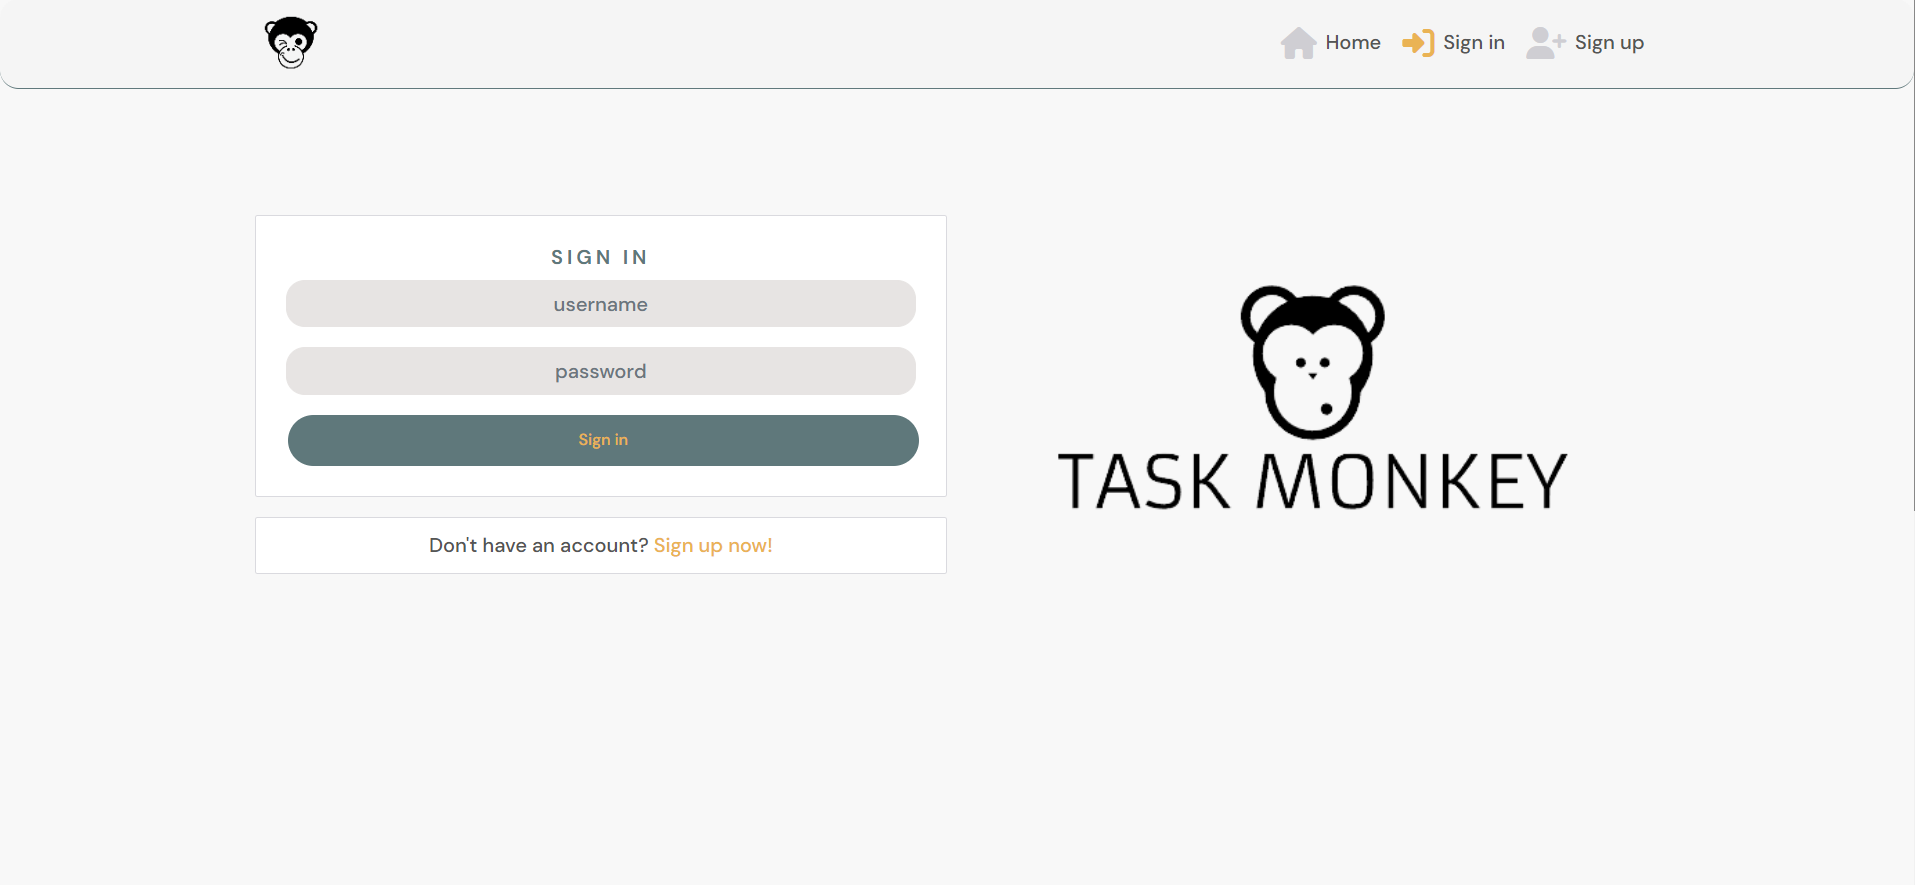 Home Sign in Sign up
SIGN IN
username
password
Sign in
Don't have an account? Sign up now!
TASK MONKEY